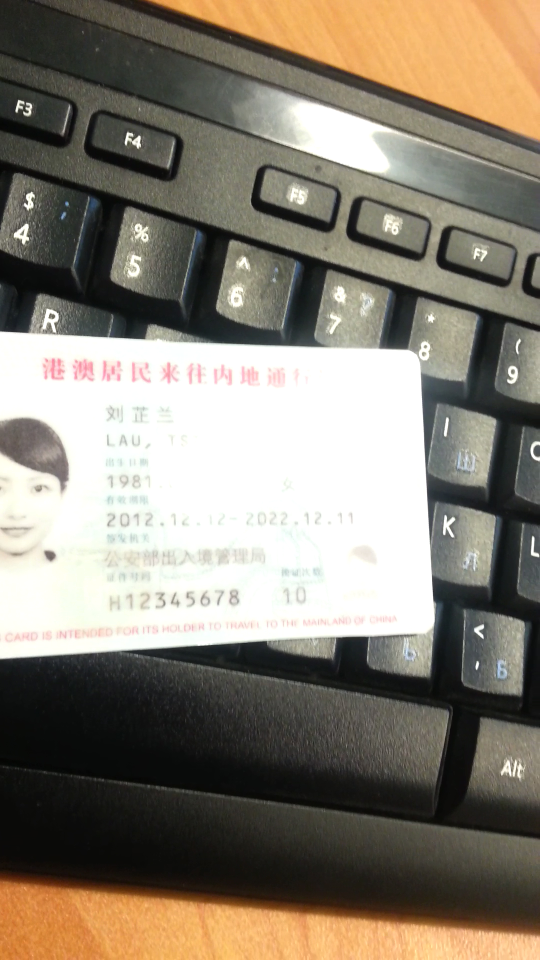 F3
F4
F5
F6
F7
$
4
%
5
^
6
&
7
*
8
(
9
R
港澳居民来往内地通行
刘芷兰
LAU,
出生日期
1981
女
有效期限
2012.12.12-2022.12.11
签发机关
公安部出入境管理局
证件号码
换证次数
H12345678
10
CARD IS INTENDED FOR ITS HOLDER TO TRAVEL TO THE MAINLAND OF CHINA
I
Ш
K
Л
L
<
,
Ь
Б
Alt